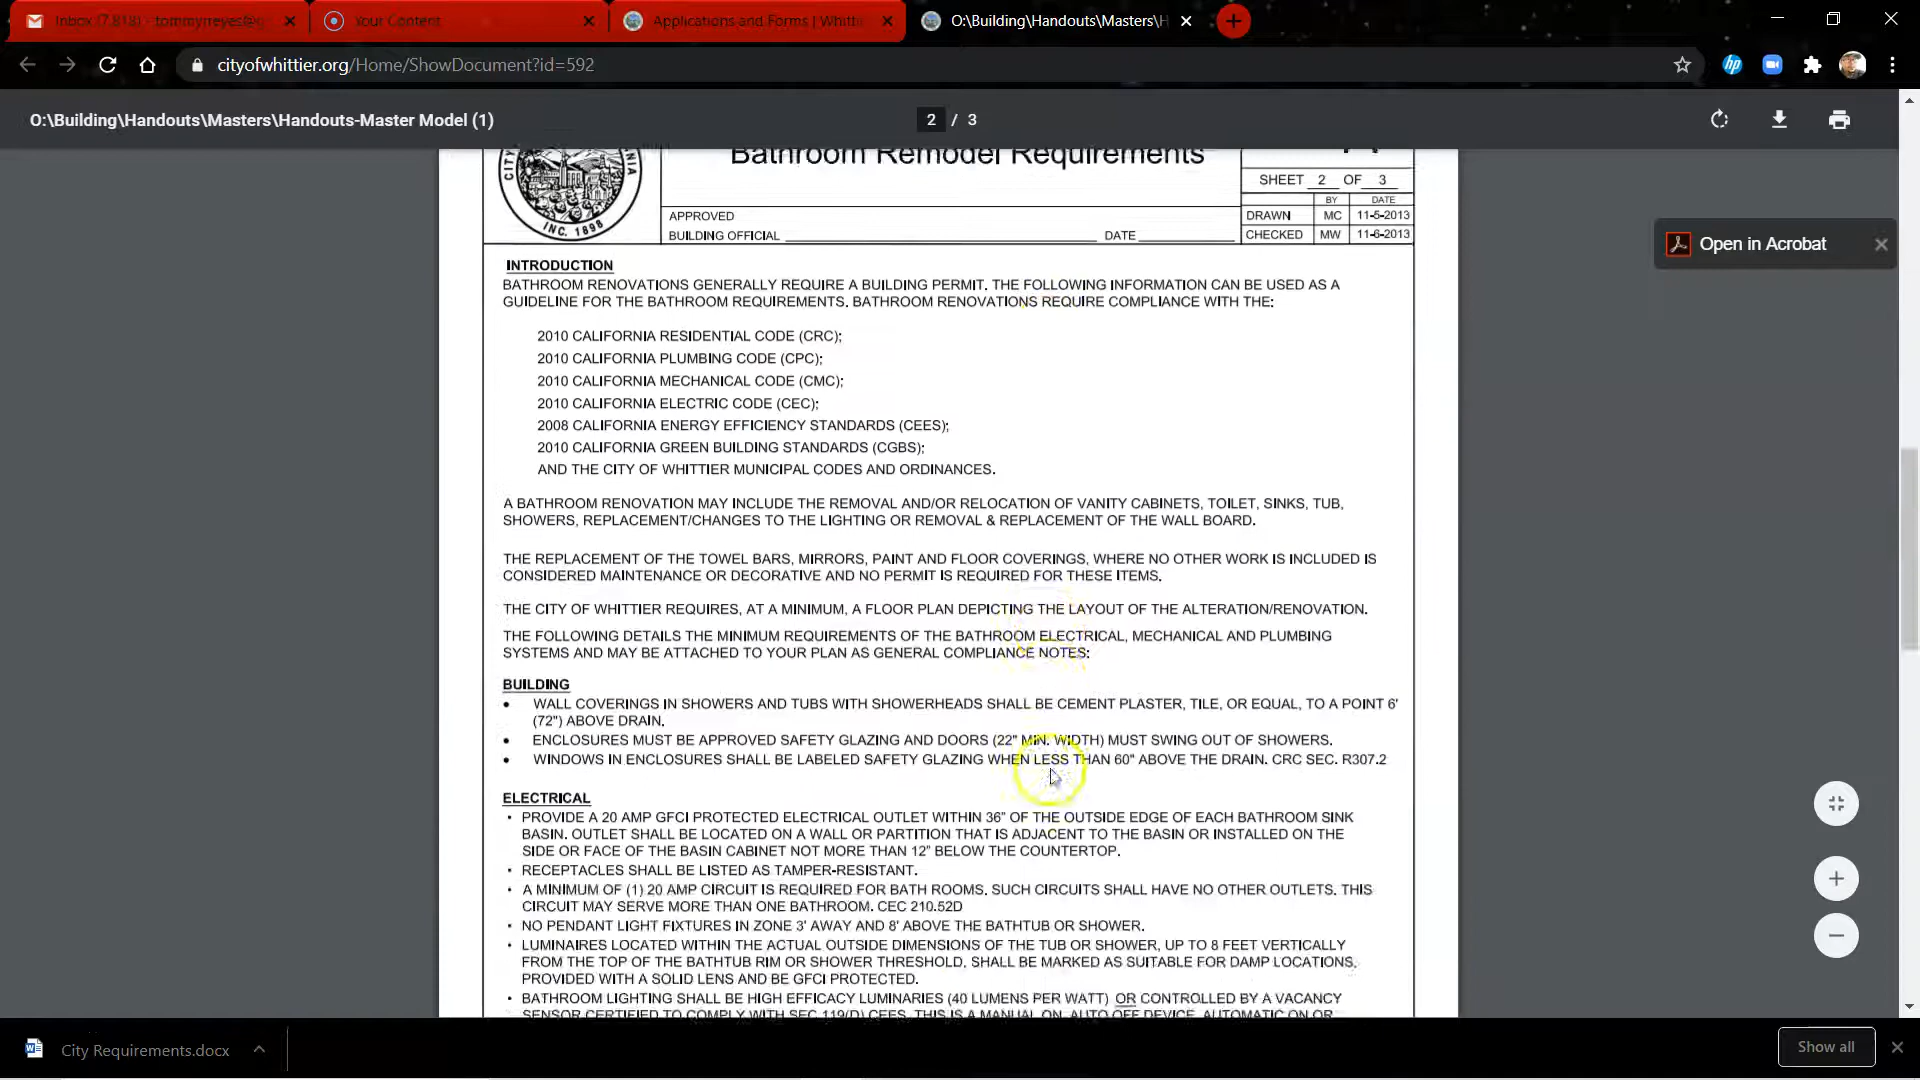 Inbox (7,818) - tommyrreyes@g
Your Content
Applications and Forms | Whitti
O:\Building\Handouts\Masters\H
cityofwhittier.org/Home/ShowDocument?id=592
O:\Building\Handouts\Masters\Handouts-Master Model (1)
2 / 3
Open in Acrobat
Bathroom Remodel Requirements
SHEET 2 OF 3
BY DATE
APPROVED
DRAWN MC 11-5-2013
BUILDING OFFICIAL DATE
CHECKED MW 11-6-2013
INC. 1898
INTRODUCTION
BATHROOM RENOVATIONS GENERALLY REQUIRE A BUILDING PERMIT. THE FOLLOWING INFORMATION CAN BE USED AS A
GUIDELINE FOR THE BATHROOM REQUIREMENTS. BATHROOM RENOVATIONS REQUIRE COMPLIANCE WITH THE:
2010 CALIFORNIA RESIDENTIAL CODE (CRC);
2010 CALIFORNIA PLUMBING CODE (CPC);
2010 CALIFORNIA MECHANICAL CODE (CMC);
2010 CALIFORNIA ELECTRIC CODE (CEC);
2008 CALIFORNIA ENERGY EFFICIENCY STANDARDS (CEES);
2010 CALIFORNIA GREEN BUILDING STANDARDS (CGBS);
AND THE CITY OF WHITTIER MUNICIPAL CODES AND ORDINANCES.
A BATHROOM RENOVATION MAY INCLUDE THE REMOVAL AND/OR RELOCATION OF VANITY CABINETS, TOILET, SINKS, TUB,
SHOWERS, REPLACEMENT/CHANGES TO THE LIGHTING OR REMOVAL & REPLACEMENT OF THE WALL BOARD.
THE REPLACEMENT OF THE TOWEL BARS, MIRRORS, PAINT AND FLOOR COVERINGS, WHERE NO OTHER WORK IS INCLUDED IS
CONSIDERED MAINTENANCE OR DECORATIVE AND NO PERMIT IS REQUIRED FOR THESE ITEMS.
THE CITY OF WHITTIER REQUIRES, AT A MINIMUM, A FLOOR PLAN DEPICTING THE LAYOUT OF THE ALTERATION/RENOVATION.
THE FOLLOWING DETAILS THE MINIMUM REQUIREMENTS OF THE BATHROOM ELECTRICAL, MECHANICAL AND PLUMBING
SYSTEMS AND MAY BE ATTACHED TO YOUR PLAN AS GENERAL COMPLIANCE NOTES:
BUILDING
• WALL COVERINGS IN SHOWERS AND TUBS WITH SHOWERHEADS SHALL BE CEMENT PLASTER, TILE, OR EQUAL, TO A POINT 6'
(72") ABOVE DRAIN.
• ENCLOSURES MUST BE APPROVED SAFETY GLAZING AND DOORS (22" MIN. WIDTH) MUST SWING OUT OF SHOWERS.
• WINDOWS IN ENCLOSURES SHALL BE LABELED SAFETY GLAZING WHEN LESS THAN 60" ABOVE THE DRAIN. CRC SEC. R307.2
ELECTRICAL
• PROVIDE A 20 AMP GFCI PROTECTED ELECTRICAL OUTLET WITHIN 36" OF THE OUTSIDE EDGE OF EACH BATHROOM SINK
BASIN. OUTLET SHALL BE LOCATED ON A WALL OR PARTITION THAT IS ADJACENT TO THE BASIN OR INSTALLED ON THE
SIDE OR FACE OF THE BASIN CABINET NOT MORE THAN 12" BELOW THE COUNTERTOP.
• RECEPTACLES SHALL BE LISTED AS TAMPER-RESISTANT.
• A MINIMUM OF (1) 20 AMP CIRCUIT IS REQUIRED FOR BATH ROOMS. SUCH CIRCUITS SHALL HAVE NO OTHER OUTLETS. THIS
CIRCUIT MAY SERVE MORE THAN ONE BATHROOM. CEC 210.52D
• NO PENDANT LIGHT FIXTURES IN ZONE 3' AWAY AND 8' ABOVE THE BATHTUB OR SHOWER.
• LUMINAIRES LOCATED WITHIN THE ACTUAL OUTSIDE DIMENSIONS OF THE TUB OR SHOWER, UP TO 8 FEET VERTICALLY
FROM THE TOP OF THE BATHTUB RIM OR SHOWER THRESHOLD, SHALL BE MARKED AS SUITABLE FOR DAMP LOCATIONS,
PROVIDED WITH A SOLID LENS AND BE GFCI PROTECTED.
• BATHROOM LIGHTING SHALL BE HIGH EFFICACY LUMINARIES (40 LUMENS PER WATT) OR CONTROLLED BY A VACANCY
SENSOR CERTIFIED TO COMPLY WITH SEC 119(D) CEES. THIS IS A MANUAL ON, AUTO OFF DEVICE, AUTOMATIC ON OR
City Requirements.docx
Show all